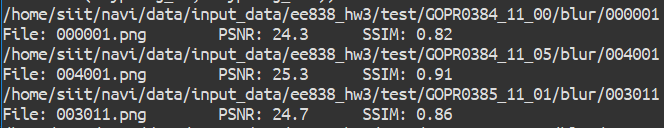 /home/siit/navi/data/input_data/ee838_hw3/test/GOPR0384_11_00/blur/000001
File: 000001.png PSNR: 24.3 SSIM: 0.82
/home/siit/navi/data/input_data/ee838_hw3/test/GOPR0384_11_05/blur/004001
File: 004001.png PSNR: 25.3 SSIM: 0.91
/home/siit/navi/data/input_data/ee838_hw3/test/GOPR0385_11_01/blur/003011
File: 003011.png PSNR: 24.7 SSIM: 0.86